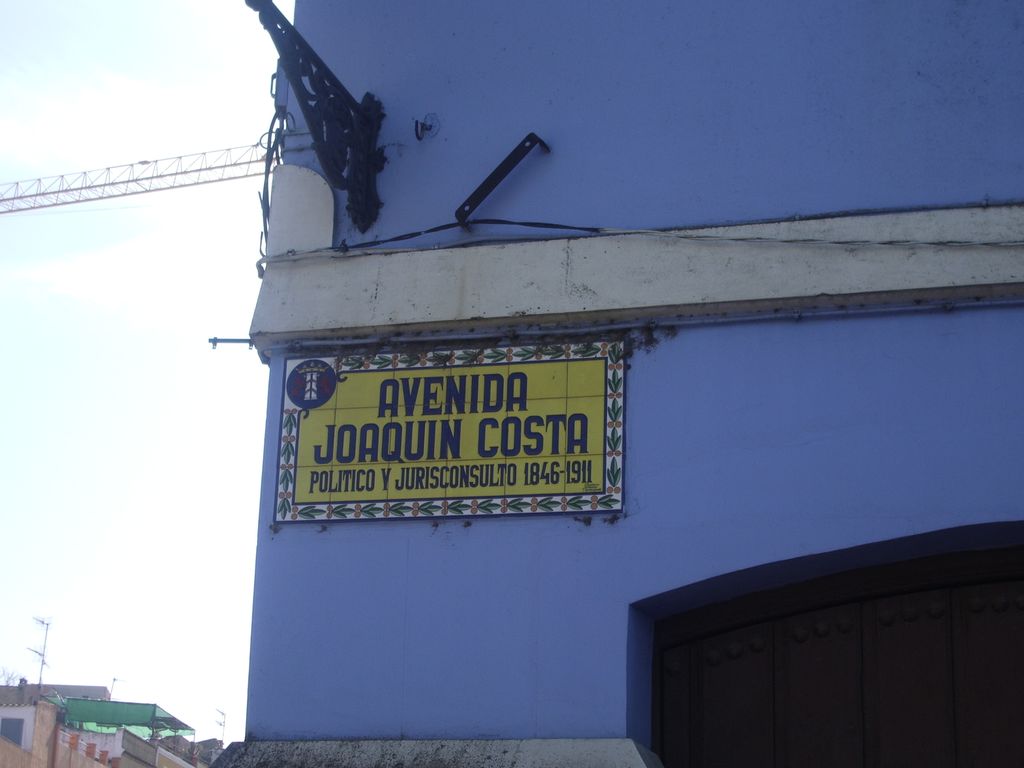 AVENIDA
JOAQUIN COSTA
POLITICO Y JURISCONSULTO 1846-1911